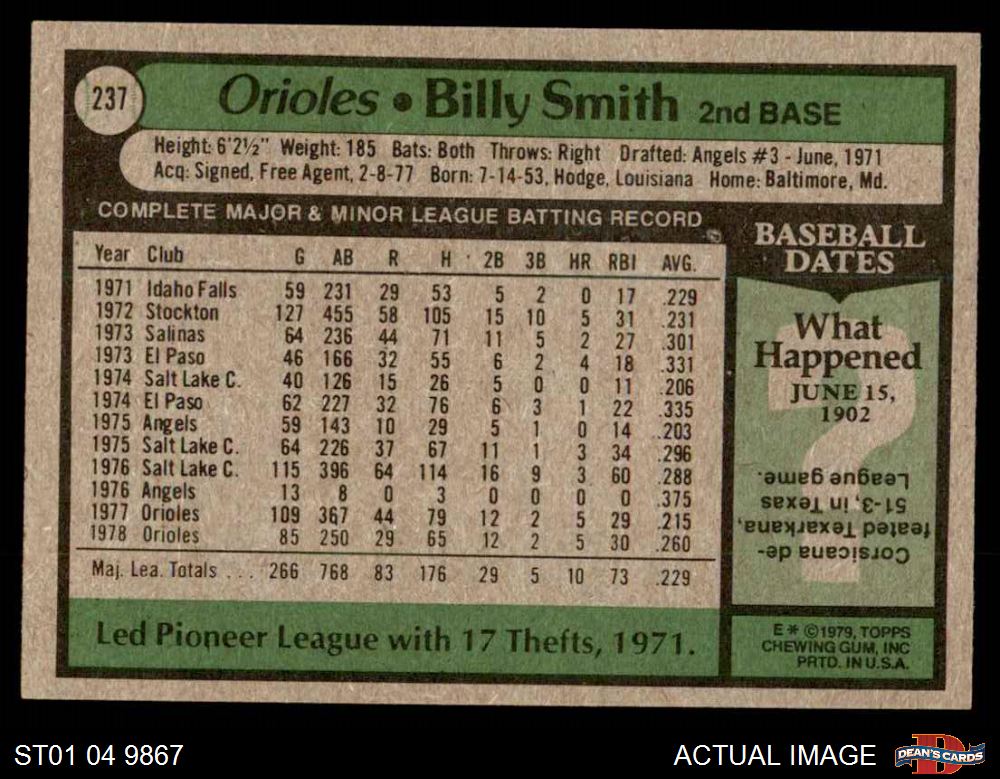 237
Orioles • Billy Smith 2nd BASE
Height: 6'2½" Weight: 185 Bats: Both Throws: Right Drafted: Angels #3 - June, 1971
Acq: Signed, Free Agent, 2-8-77 Born: 7-14-53, Hodge, Louisiana Home: Baltimore, Md.
COMPLETE MAJOR & MINOR LEAGUE BATTING RECORD
Year Club G AB R H 2B 3B HR RBI AVG.
1971 Idaho Falls 59 231 29 53 5 2 0 17 .229
1972 Stockton 127 455 58 105 15 10 5 31 .231
1973 Salinas 64 236 44 71 11 5 2 27 .301
1973 El Paso 46 166 32 55 6 2 4 18 .331
1974 Salt Lake C. 40 126 15 26 5 0 0 11 .206
1974 El Paso 62 227 32 76 6 3 1 22 .335
1975 Angels 59 143 10 29 5 1 0 14 .203
1975 Salt Lake C. 64 226 37 67 11 1 3 34 .296
1976 Salt Lake C. 115 396 64 114 16 9 3 60 .288
1976 Angels 13 8 0 3 0 0 0 0 .375
1977 Orioles 109 367 44 79 12 2 5 29 .215
1978 Orioles 85 250 29 65 12 2 5 30 .260
Maj. Lea. Totals . . . 266 768 83 176 29 5 10 73 .229
Led Pioneer League with 17 Thefts, 1971.
BASEBALL
DATES
What
Happened
JUNE 15,
1902
?
Corsicana de-
feated Texarkana,
51-3, in Texas
League game.
E * ©1979, TOPPS
CHEWING GUM, INC
PRTD. IN U.S.A.
ST01 04 9867
ACTUAL IMAGE
D
DEAN'S CARDS